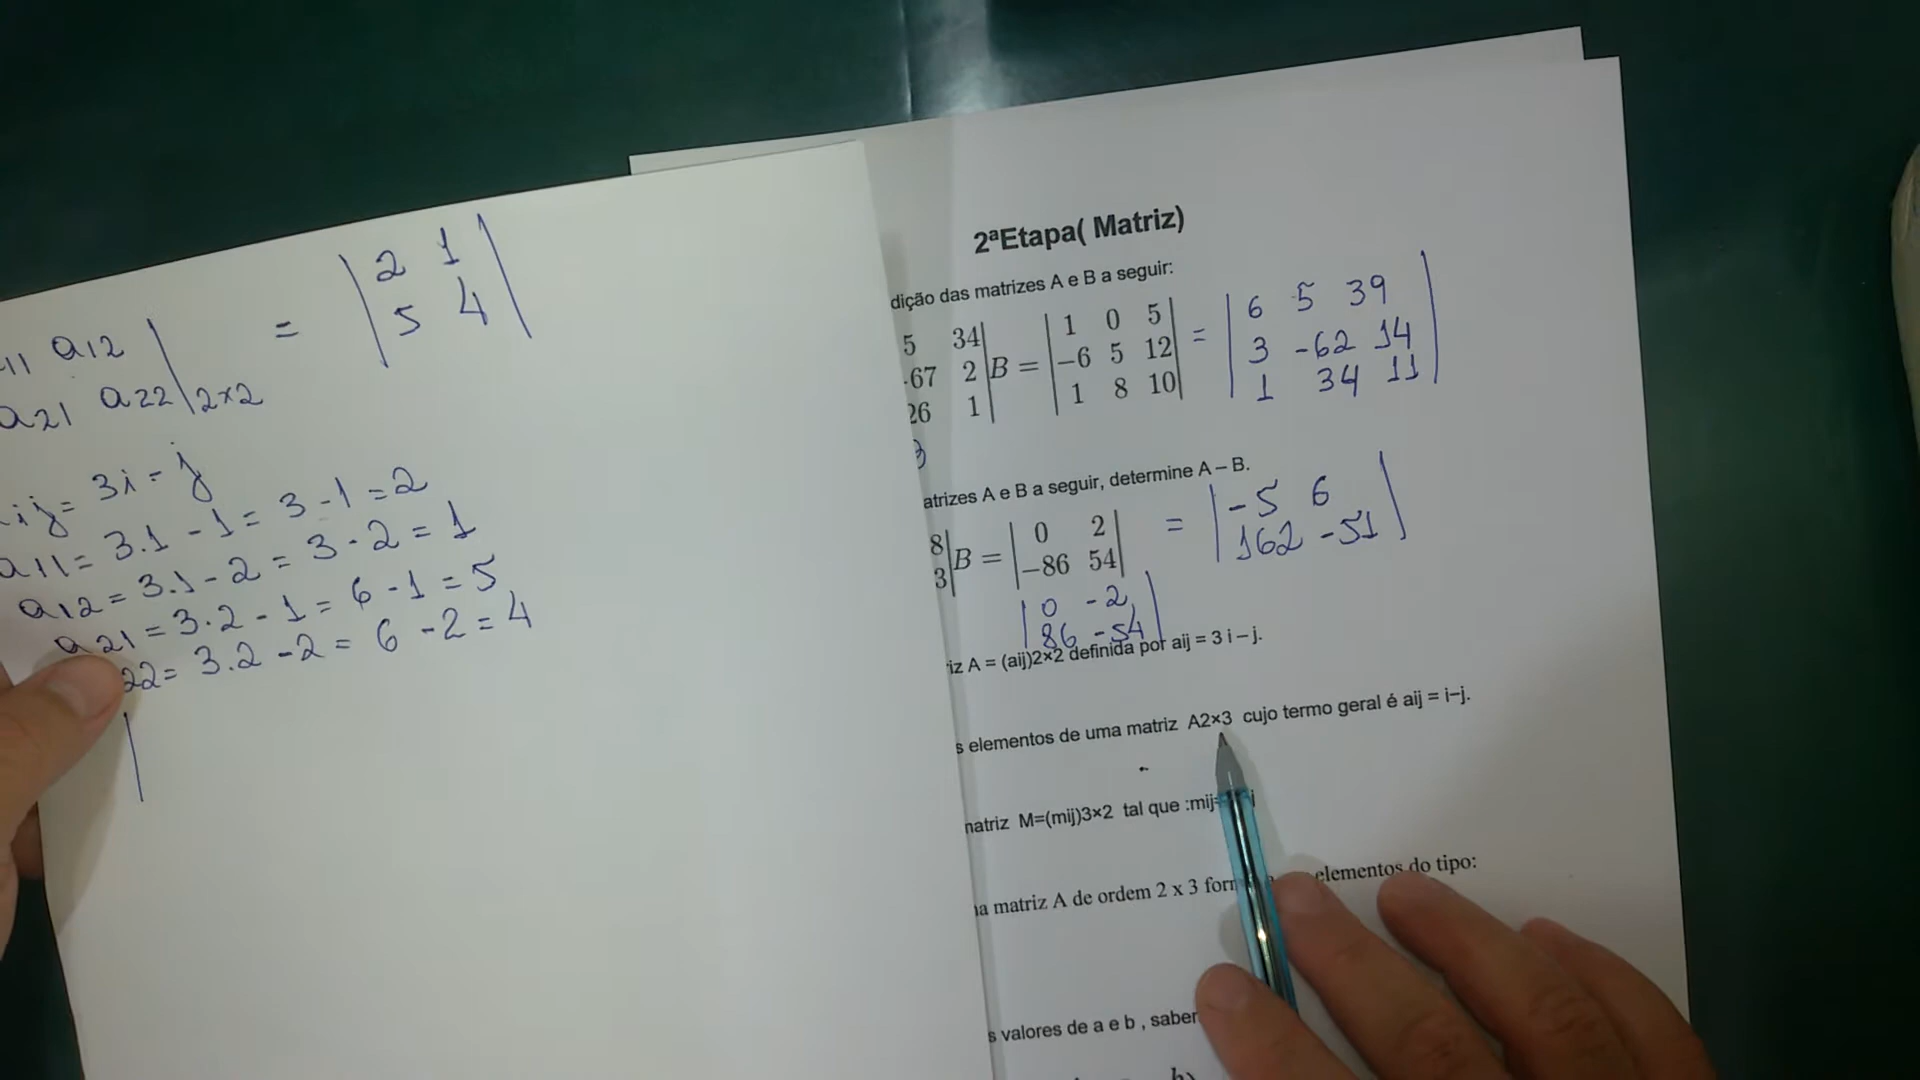 a12 = | 2 1 |
a21 a22 | 2×2 | 5 4 |
ij = 3i - j
a11 = 3.1 - 1 = 3 - 1 = 2
a12 = 3.1 - 2 = 3 - 2 = 1
a21 = 3.2 - 1 = 6 - 1 = 5
22 = 3.2 - 2 = 6 - 2 = 4
2ªEtapa( Matriz)
dição das matrizes A e B a seguir:
5 34 | | 1 0 5 | | 6 5 39 |
-67 2 | B = | −6 5 12 | = | 3 -62 14 |
26 1 | | 1 8 10 | | 1 34 11 |
atrizes A e B a seguir, determine A – B.
8 | B = | 0 2 | = | -5 6 |
3 | | −86 54 | | 162 -51 |
| 0 -2 |
| 86 -54 |
iz A = (aij)2×2 definida por aij = 3 i – j.
s elementos de uma matriz A2×3 cujo termo geral é aij = i–j.
natriz M=(mij)3×2 tal que :mij=
na matriz A de ordem 2 x 3 elementos do tipo:
s valores de a e b , saber
b)